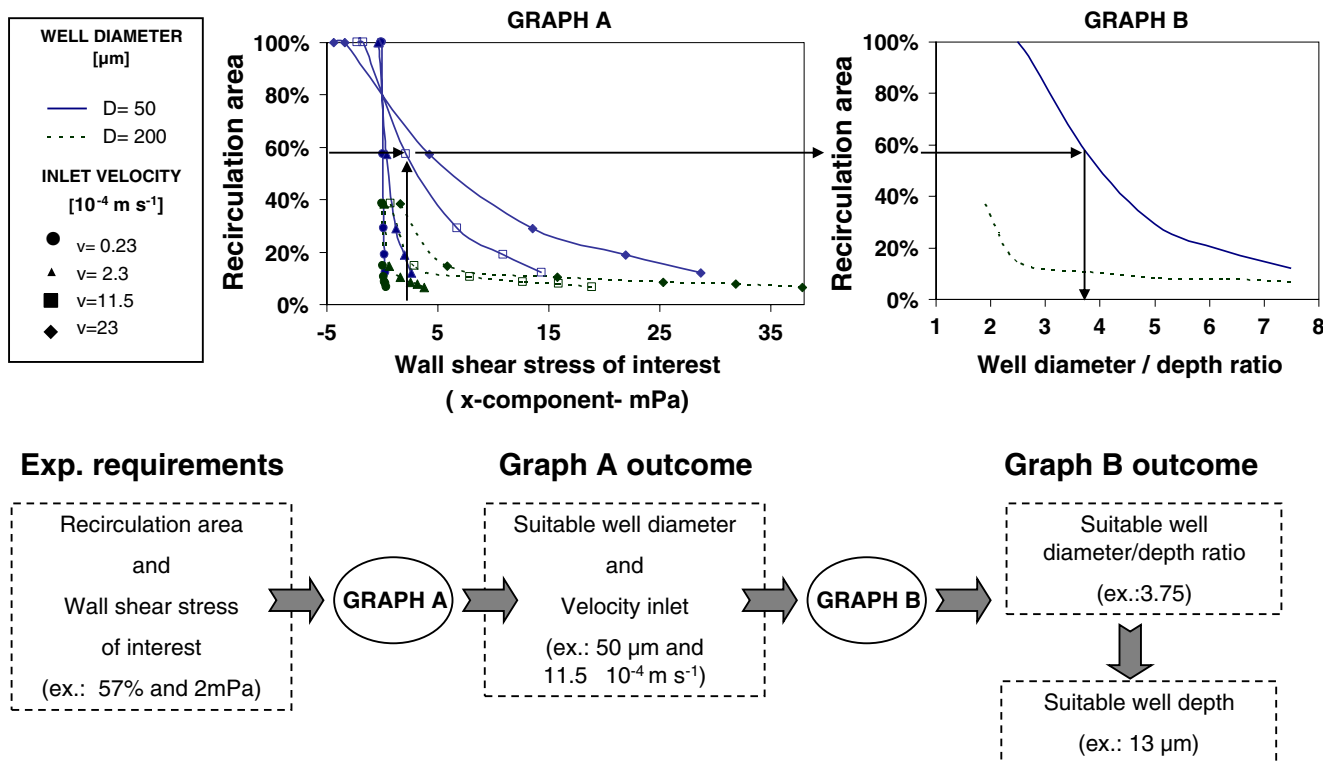 WELL DIAMETER
[µm]
D= 50
D= 200
INLET VELOCITY
[10⁻⁴ m s⁻¹]
v= 0.23
v= 2.3
v=11.5
v=23
GRAPH A
Recirculation area
100%
80%
60%
40%
20%
0%
-5
5
15
25
35
Wall shear stress of interest
( x-component- mPa)
GRAPH B
Recirculation area
100%
80%
60%
40%
20%
0%
1
2
3
4
5
6
7
8
Well diameter / depth ratio
Exp. requirements
Recirculation area
and
Wall shear stress
of interest
(ex.: 57% and 2mPa)
GRAPH A
Graph A outcome
Suitable well diameter
and
Velocity inlet
(ex.: 50 µm and
11.5 10⁻⁴ m s⁻¹)
GRAPH B
Graph B outcome
Suitable well
diameter/depth ratio
(ex.:3.75)
Suitable well depth
(ex.: 13 µm)